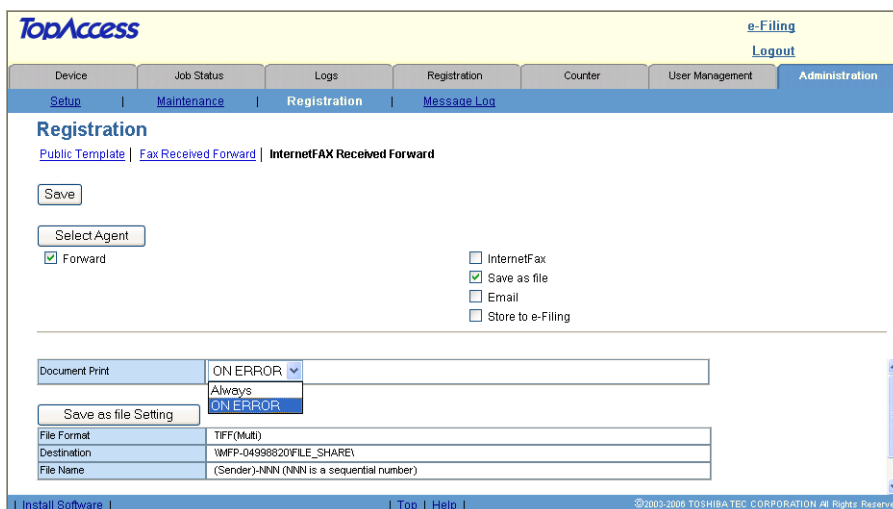 TopAccess
e-Filing
Logout
Device Job Status Logs Registration Counter User Management Administration
Setup | Maintenance | Registration | Message Log
Registration
Public Template | Fax Received Forward | InternetFAX Received Forward
Save
Select Agent
Forward
InternetFax
Save as file
Email
Store to e-Filing
Document Print ON ERROR
Always
ON ERROR
Save as file Setting
File Format TIFF(Multi)
Destination \\MFP-04998820\FILE_SHARE\
File Name (Sender)-NNN (NNN is a sequential number)
| Install Software | | Top | Help | ©2003-2006 TOSHIBA TEC CORPORATION All Rights Reserve